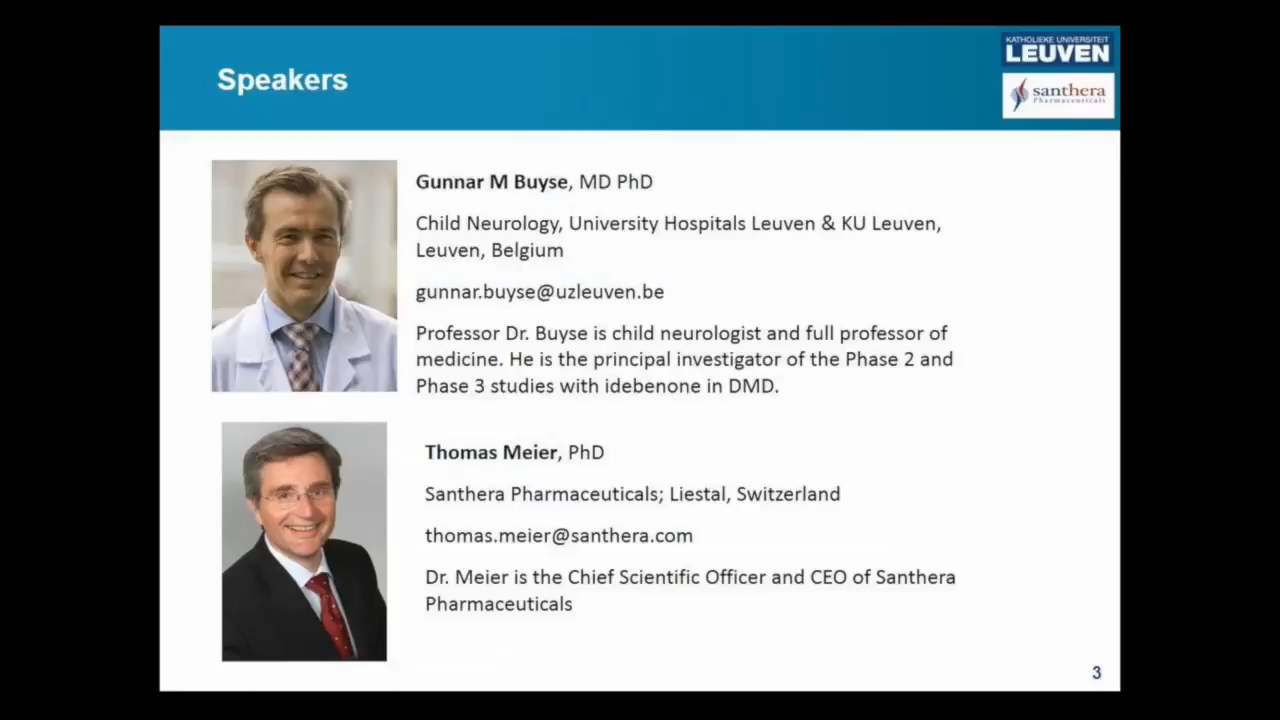 Speakers
KATHOLIEKE UNIVERSITEIT
LEUVEN
santhera
Pharmaceuticals
Gunnar M Buyse, MD PhD
Child Neurology, University Hospitals Leuven & KU Leuven,
Leuven, Belgium
gunnar.buyse@uzleuven.be
Professor Dr. Buyse is child neurologist and full professor of
medicine. He is the principal investigator of the Phase 2 and
Phase 3 studies with idebenone in DMD.
Thomas Meier, PhD
Santhera Pharmaceuticals; Liestal, Switzerland
thomas.meier@santhera.com
Dr. Meier is the Chief Scientific Officer and CEO of Santhera
Pharmaceuticals
3